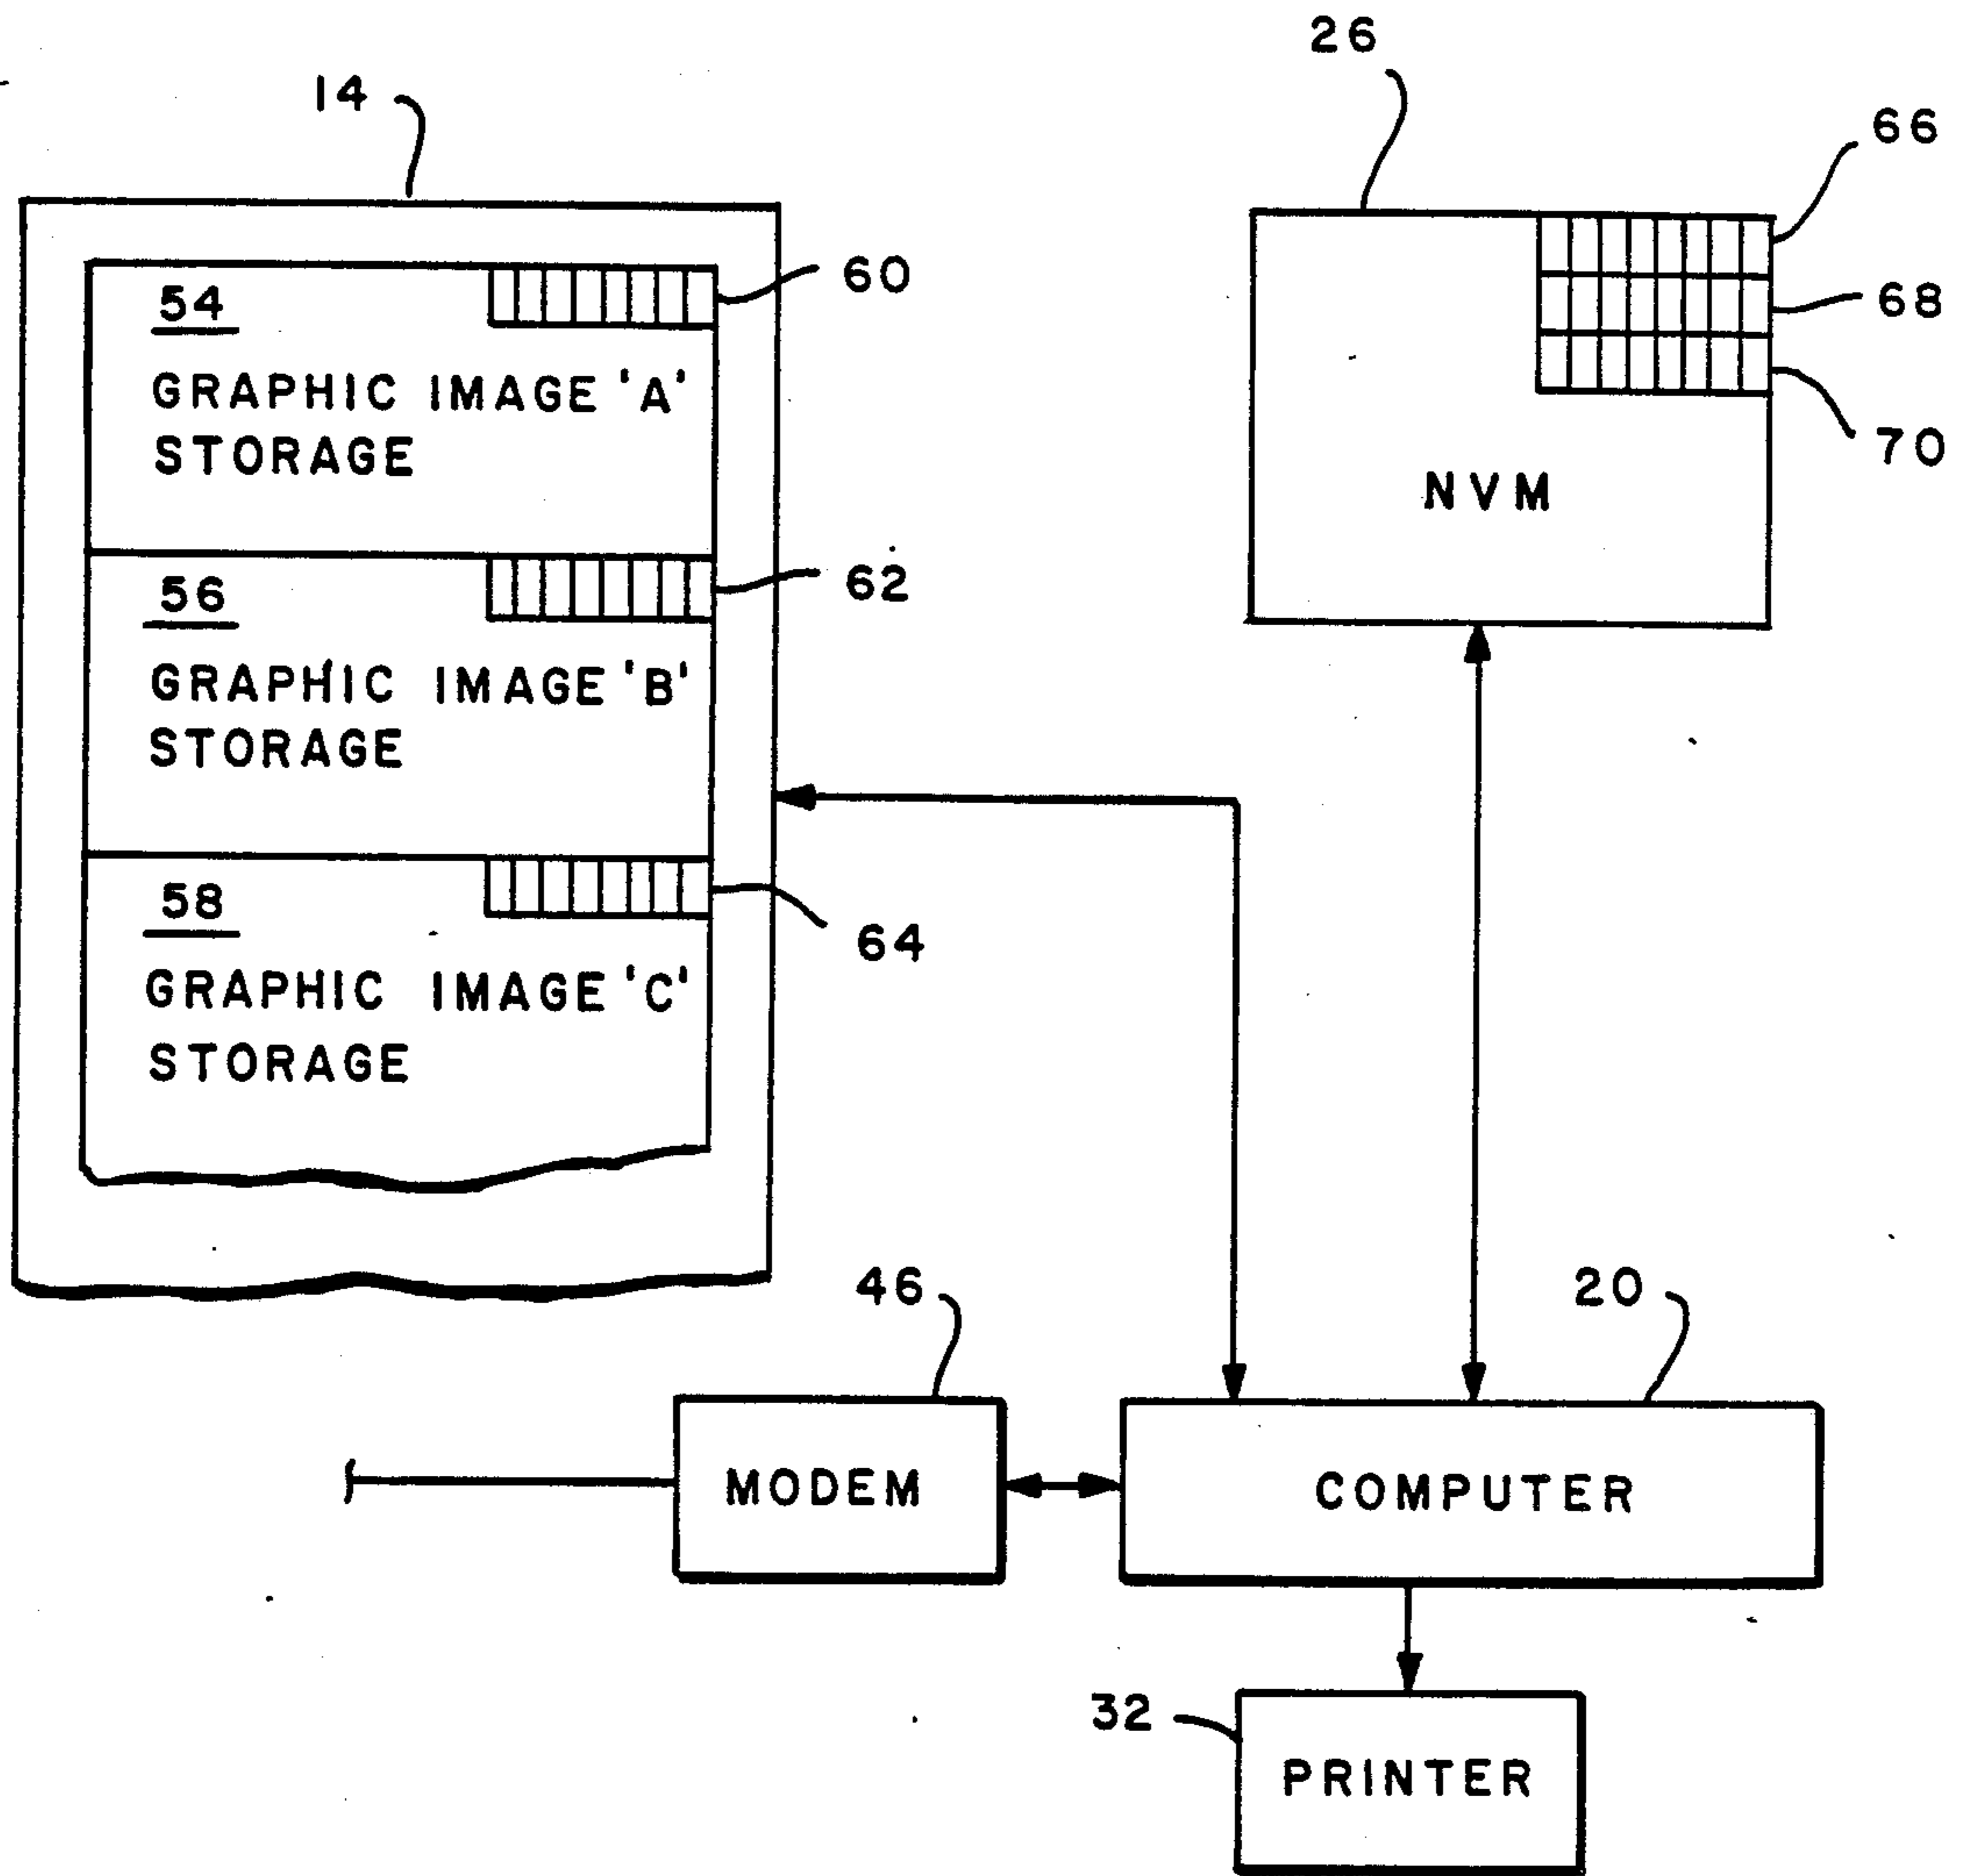 26
14
66
60
54
68
GRAPHIC IMAGE 'A'
STORAGE
70
NVM
62
56
GRAPHIC IMAGE 'B'
STORAGE
58
64
GRAPHIC IMAGE 'C'
STORAGE
46
20
MODEM
COMPUTER
32
PRINTER